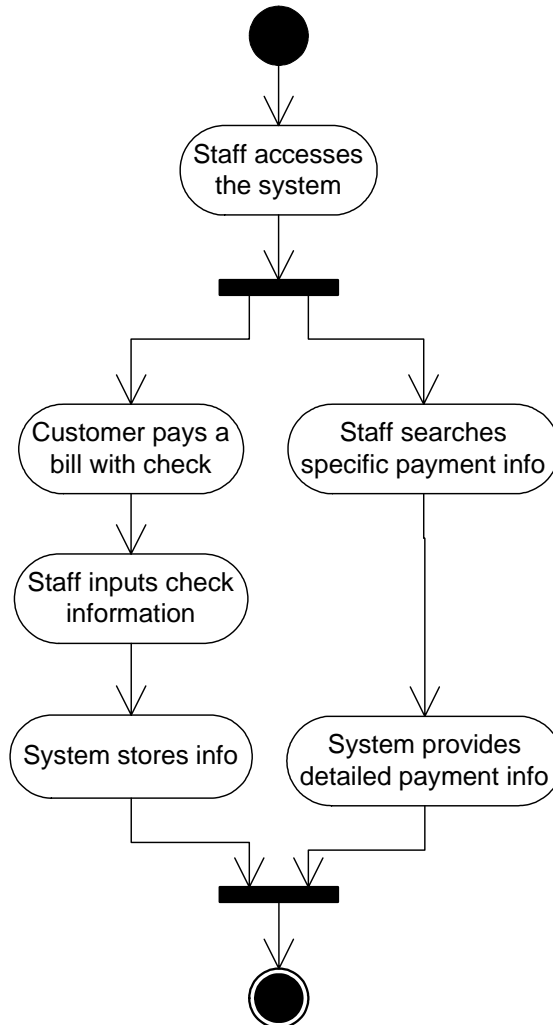 Staff accesses
the system
Customer pays a
bill with check
Staff searches
specific payment info
Staff inputs check
information
System stores info
System provides
detailed payment info